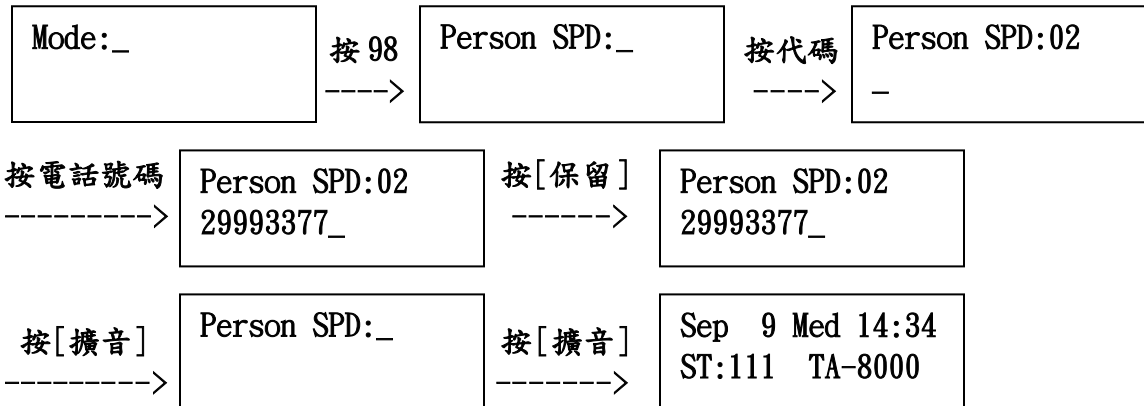 Mode:_
按 98
---->
Person SPD:_
按代碼
---->
Person SPD:02
_
按電話號碼
--------->
Person SPD:02
29993377_
按[保留]
------>
Person SPD:02
29993377_
按[擴音]
--------->
Person SPD:_
按[擴音]
------->
Sep 9 Med 14:34
ST:111 TA-8000